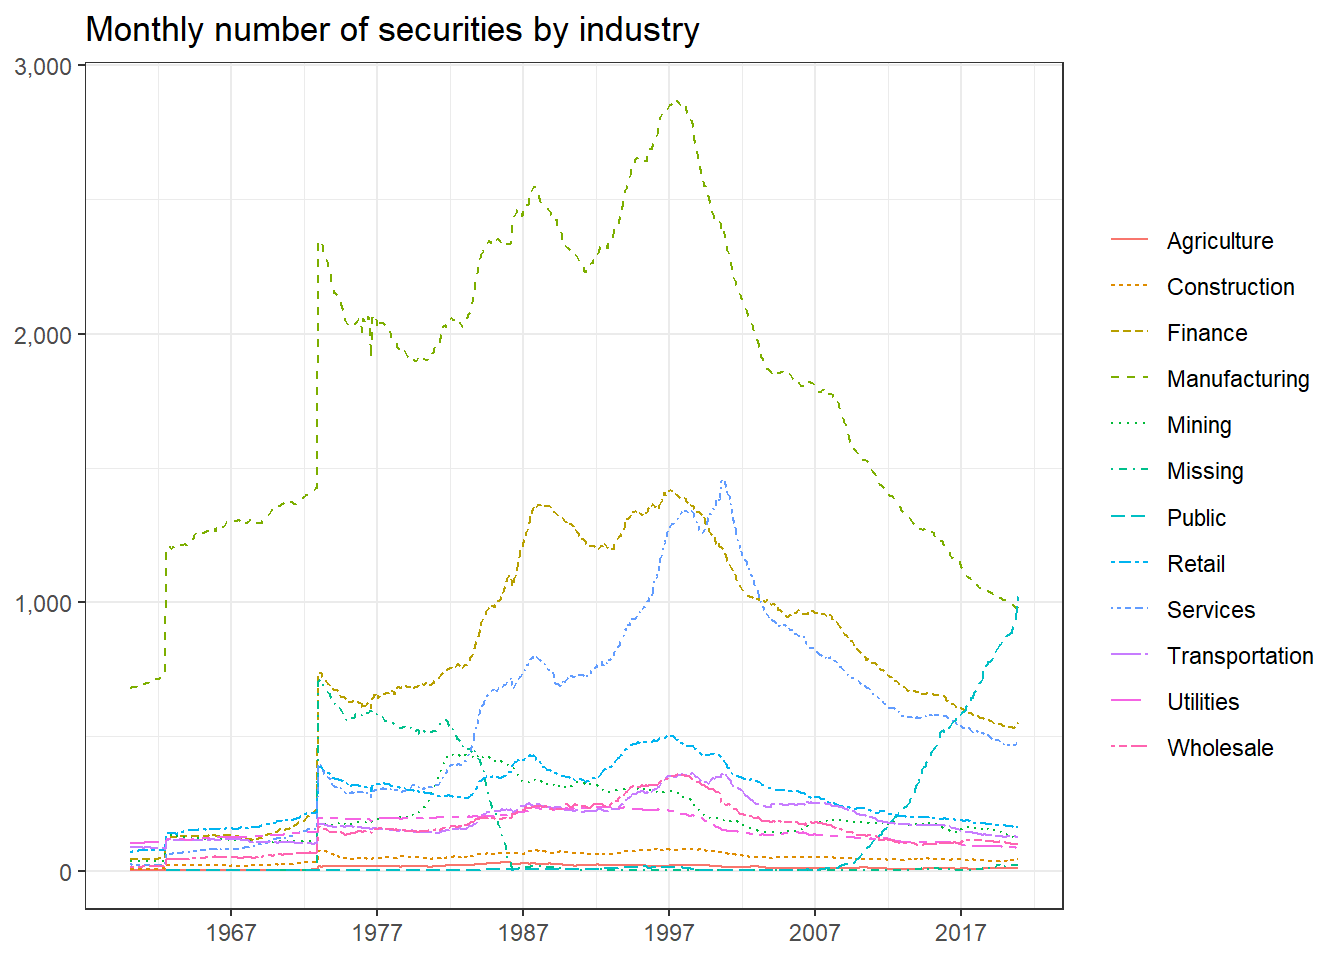 Monthly number of securities by industry
3,000
2,000
1,000
0
1967 1977 1987 1997 2007 2017
Agriculture
Construction
Finance
Manufacturing
Mining
Missing
Public
Retail
Services
Transportation
Utilities
Wholesale